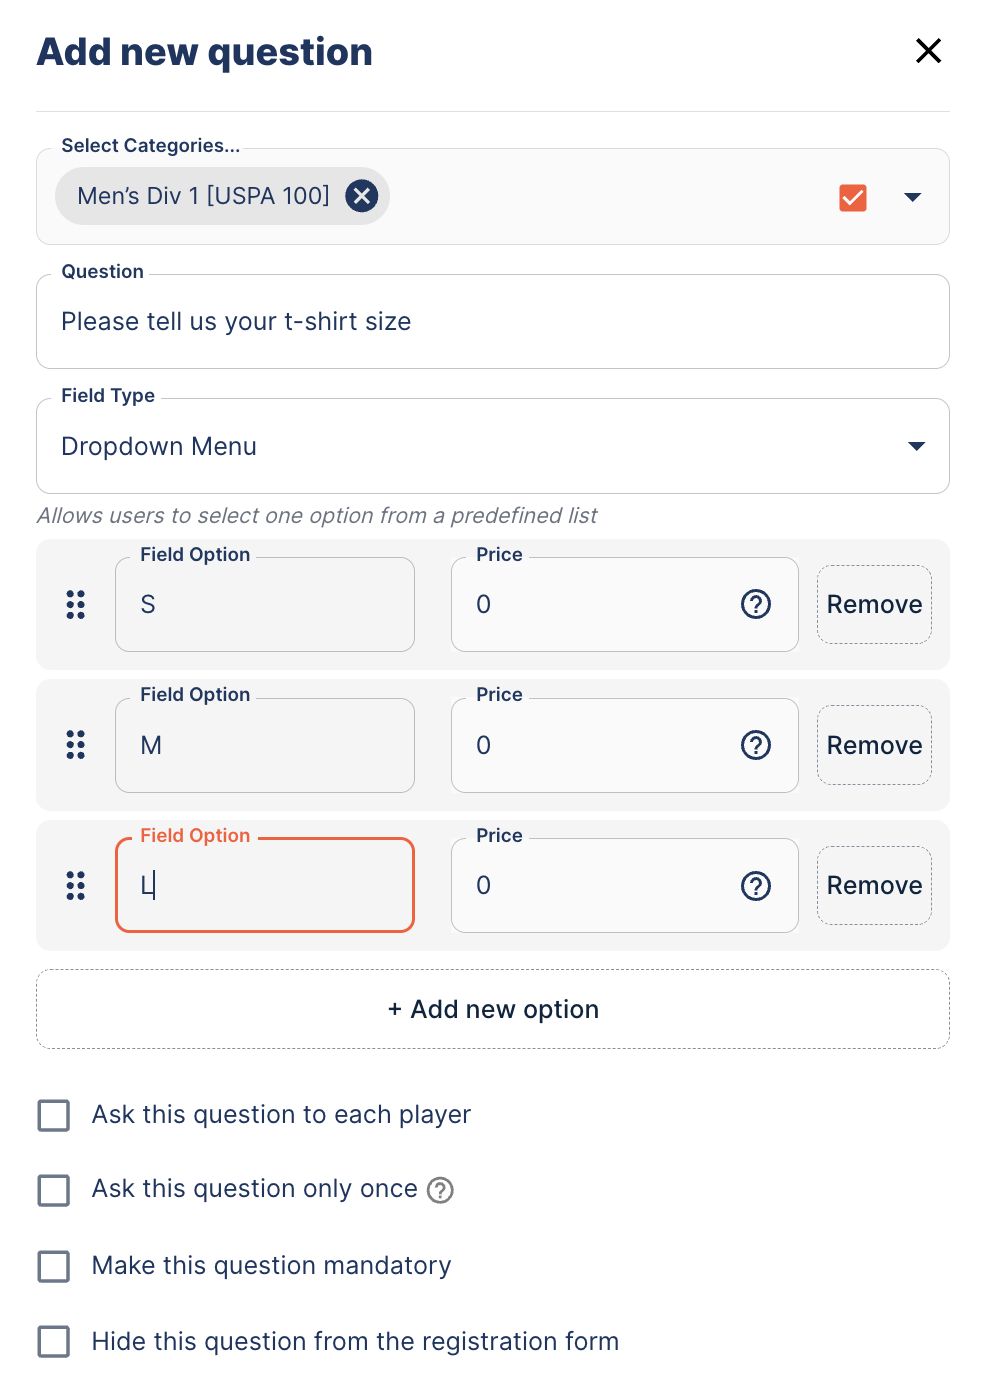 Add new question
Select Categories...
Men’s Div 1 [USPA 100]
Question
Please tell us your t-shirt size
Field Type
Dropdown Menu
Allows users to select one option from a predefined list
Field Option Price
S 0 Remove
Field Option Price
M 0 Remove
Field Option Price
L 0 Remove
+ Add new option
Ask this question to each player
Ask this question only once
Make this question mandatory
Hide this question from the registration form